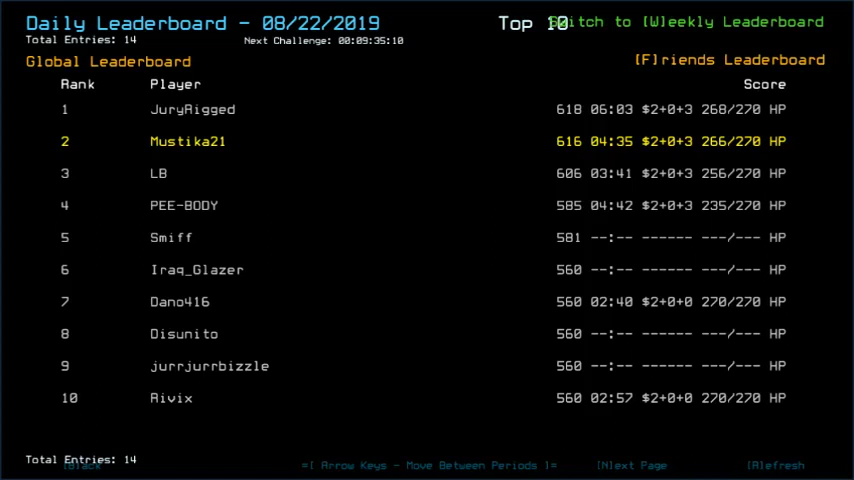 Daily Leaderboard - 08/22/2019 Top 10 Switch to [W]eekly Leaderboard
Total Entries: 14 Next Challenge: 00:09:35:10
Global Leaderboard [F]riends Leaderboard
Rank Player Score
1 JuryRigged 618 06:03 $2+0+3 268/270 HP
2 Mustika21 616 04:35 $2+0+3 266/270 HP
3 LB 606 03:41 $2+0+3 256/270 HP
4 PEE-BODY 585 04:42 $2+0+3 235/270 HP
5 Smiff 581 --:-- ------ ---/--- HP
6 Iraq_Glazer 560 --:-- ------ ---/--- HP
7 Dano416 560 02:40 $2+0+0 270/270 HP
8 Disunito 560 --:-- ------ ---/--- HP
9 jurrjurrbizzle 560 --:-- ------ ---/--- HP
10 Rivix 560 02:57 $2+0+0 270/270 HP
Total Entries: 14
[B]ack =[ Arrow Keys - Move Between Periods ]= [N]ext Page [R]efresh